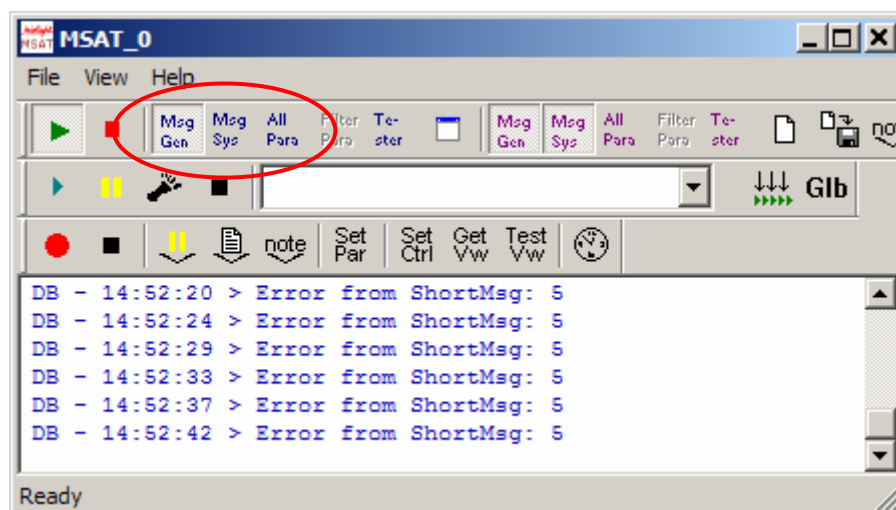 MSAT MSAT_0
File View Help
Msg Gen Msg Sys All Para Filter Para Te-ster Msg Gen Msg Sys All Para Filter Para Te-ster
Glb
note Set Par Set Ctrl Get Vw Test Vw
DB - 14:52:20 > Error from ShortMsg: 5
DB - 14:52:24 > Error from ShortMsg: 5
DB - 14:52:29 > Error from ShortMsg: 5
DB - 14:52:33 > Error from ShortMsg: 5
DB - 14:52:37 > Error from ShortMsg: 5
DB - 14:52:42 > Error from ShortMsg: 5
Ready